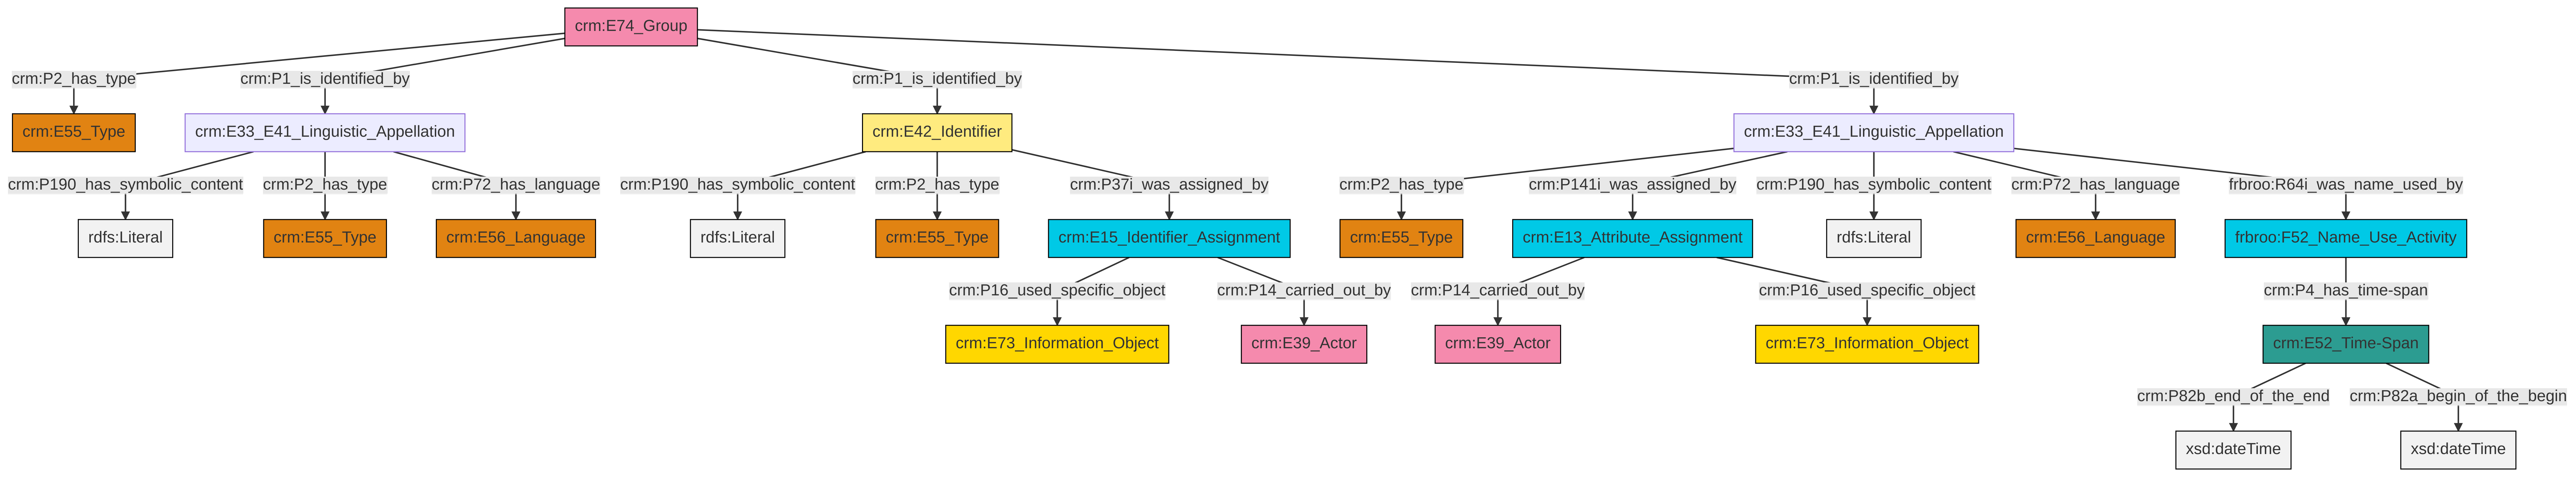 crm:E74_Group
crm:P2_has_type
crm:P1_is_identified_by
crm:P1_is_identified_by
crm:P1_is_identified_by
crm:E55_Type
crm:E33_E41_Linguistic_Appellation
crm:E42_Identifier
crm:E33_E41_Linguistic_Appellation
crm:P190_has_symbolic_content
crm:P2_has_type
crm:P72_has_language
crm:P190_has_symbolic_content
crm:P2_has_type
crm:P37i_was_assigned_by
crm:P2_has_type
crm:P141i_was_assigned_by
crm:P190_has_symbolic_content
crm:P72_has_language
frbroo:R64i_was_name_used_by
rdfs:Literal
crm:E55_Type
crm:E56_Language
rdfs:Literal
crm:E55_Type
crm:E15_Identifier_Assignment
crm:E55_Type
crm:E13_Attribute_Assignment
rdfs:Literal
crm:E56_Language
frbroo:F52_Name_Use_Activity
crm:P16_used_specific_object
crm:P14_carried_out_by
crm:P14_carried_out_by
crm:P16_used_specific_object
crm:P4_has_time-span
crm:E73_Information_Object
crm:E39_Actor
crm:E39_Actor
crm:E73_Information_Object
crm:E52_Time-Span
crm:P82b_end_of_the_end
crm:P82a_begin_of_the_begin
xsd:dateTime
xsd:dateTime